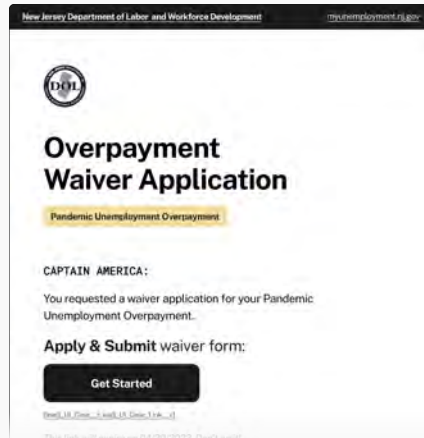 New Jersey Department of Labor and Workforce Development
myunemployment.nj.gov
DOL
Overpayment
Waiver Application
Pandemic Unemployment Overpayment
CAPTAIN AMERICA:
You requested a waiver application for your Pandemic
Unemployment Overpayment.
Apply & Submit waiver form:
Get Started